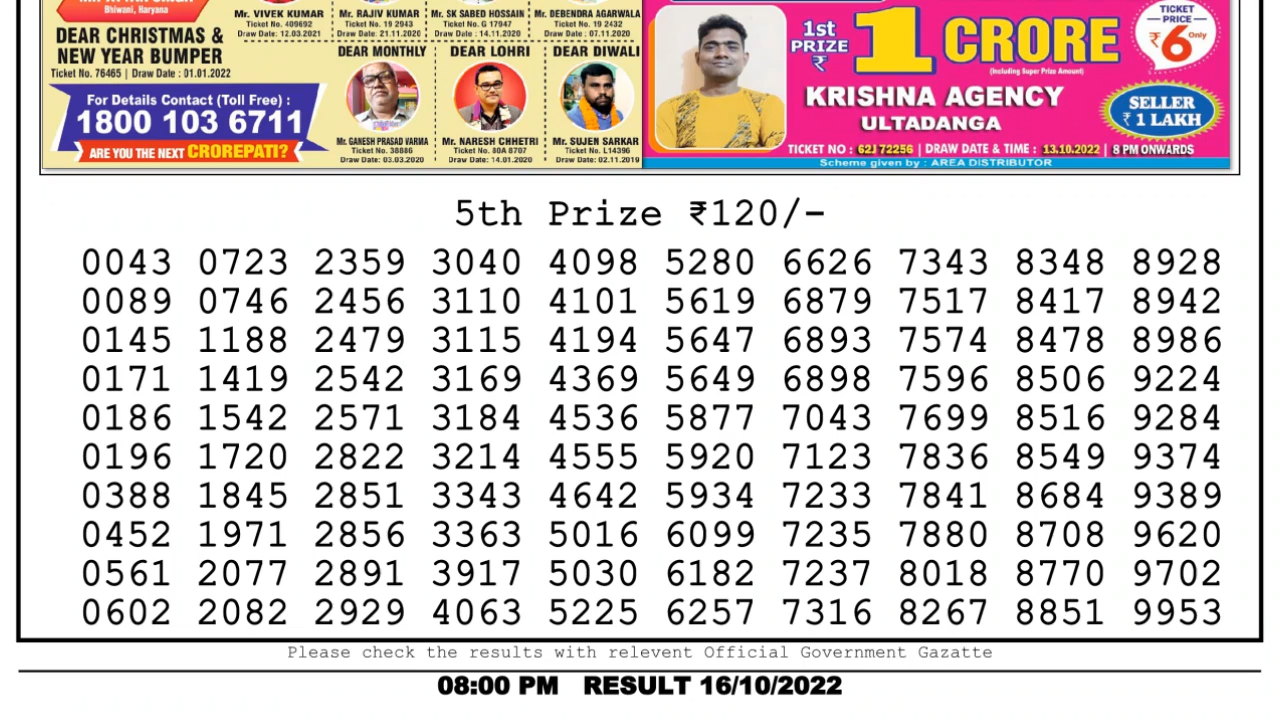 Bhiwani, Haryana
DEAR CHRISTMAS &
NEW YEAR BUMPER
Ticket No. 76465 | Draw Date : 01.01.2022
For Details Contact (Toll Free) :
1800 103 6711
ARE YOU THE NEXT CROREPATI?
Mr. VIVEK KUMAR
Ticket No. 409692
Draw Date: 12.03.2021
Mr. RAJIV KUMAR
Ticket No. 19 2943
Draw Date: 21.11.2020
Mr. SK SABED HOSSAIN
Ticket No. G 17947
Draw Date: 14.11.2020
Mr. DEBENDRA AGARWALA
Ticket No. 19 2432
Draw Date: 07.11.2020
DEAR MONTHLY
Mr. GANESH PRASAD VARMA
Ticket No. 38886
Draw Date: 03.03.2020
DEAR LOHRI
Mr. NARESH CHHETRI
Ticket No. 80A 8707
Draw Date: 14.01.2020
DEAR DIWALI
Mr. SUJEN SARKAR
Ticket No. L14396
Draw Date: 02.11.2019
1st
PRIZE
₹
1 CRORE
(Including Super Prize Amount)
TICKET
PRICE
₹6 Only
KRISHNA AGENCY
ULTADANGA
SELLER
₹ 1 LAKH
TICKET NO : 62J 72256 | DRAW DATE & TIME : 13.10.2022 | 8 PM ONWARDS
Scheme given by : AREA DISTRIBUTOR
5th Prize ₹120/-
0043 0723 2359 3040 4098 5280 6626 7343 8348 8928
0089 0746 2456 3110 4101 5619 6879 7517 8417 8942
0145 1188 2479 3115 4194 5647 6893 7574 8478 8986
0171 1419 2542 3169 4369 5649 6898 7596 8506 9224
0186 1542 2571 3184 4536 5877 7043 7699 8516 9284
0196 1720 2822 3214 4555 5920 7123 7836 8549 9374
0388 1845 2851 3343 4642 5934 7233 7841 8684 9389
0452 1971 2856 3363 5016 6099 7235 7880 8708 9620
0561 2077 2891 3917 5030 6182 7237 8018 8770 9702
0602 2082 2929 4063 5225 6257 7316 8267 8851 9953
Please check the results with relevent Official Government Gazatte
08:00 PM RESULT 16/10/2022